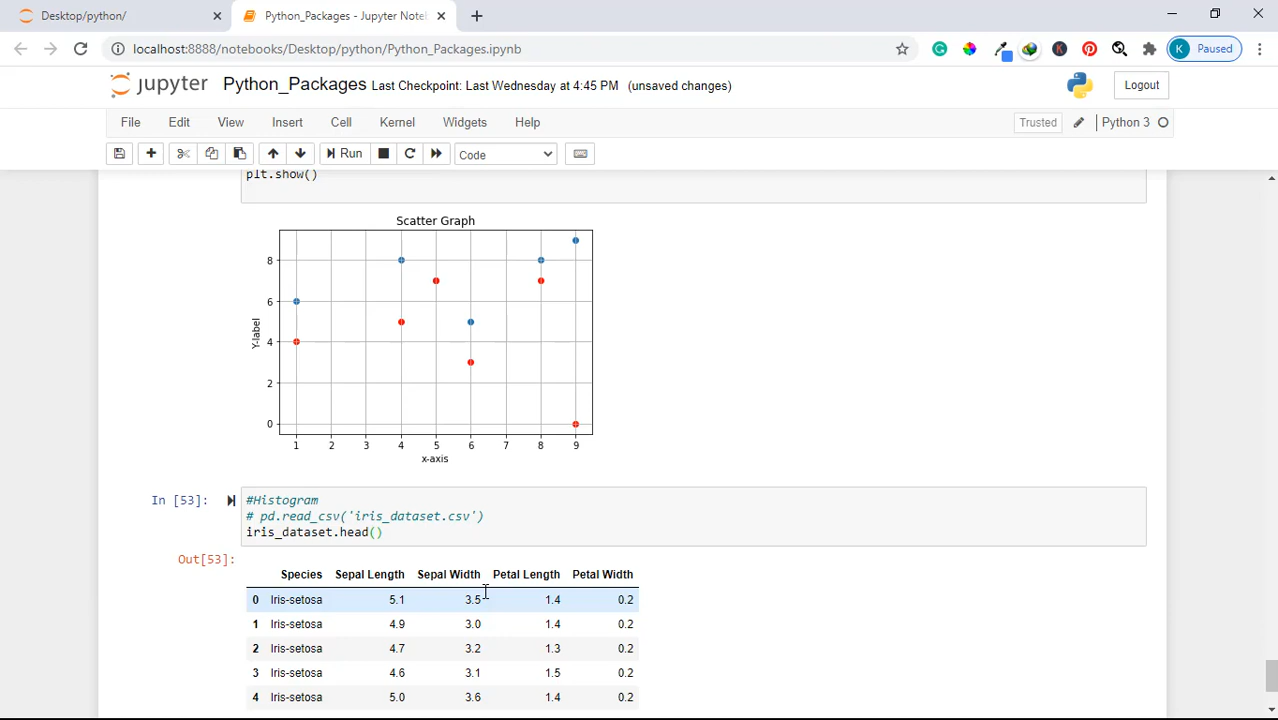 Desktop/python/
Python_Packages - Jupyter Noteb
localhost:8888/notebooks/Desktop/python/Python_Packages.ipynb
K Paused
jupyter Python_Packages Last Checkpoint: Last Wednesday at 4:45 PM (unsaved changes)
Logout
File Edit View Insert Cell Kernel Widgets Help
Trusted Python 3
Run Code
plt.show()
Scatter Graph
8
6
4
2
0
Y-label
1 2 3 4 5 6 7 8 9
x-axis
In [53]: #Histogram
# pd.read_csv('iris_dataset.csv')
iris_dataset.head()
Out[53]:
Species Sepal Length Sepal Width Petal Length Petal Width
0 Iris-setosa 5.1 3.5 1.4 0.2
1 Iris-setosa 4.9 3.0 1.4 0.2
2 Iris-setosa 4.7 3.2 1.3 0.2
3 Iris-setosa 4.6 3.1 1.5 0.2
4 Iris-setosa 5.0 3.6 1.4 0.2